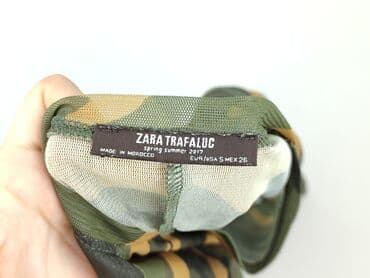 ZARA TRAFALUC
spring summer 2017
MADE IN MOROCCO EUR/USA S MEX 26